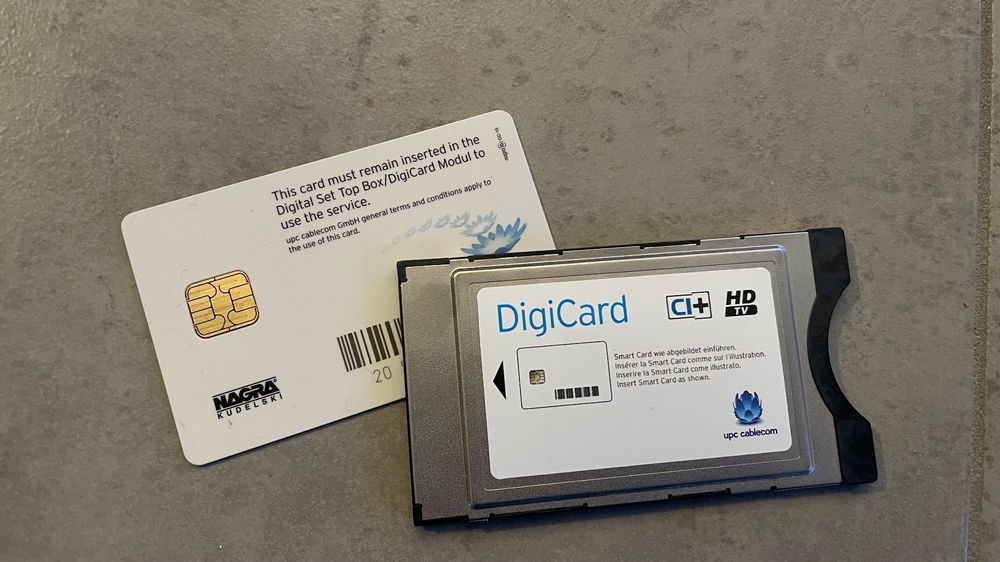 This card must remain inserted in the
Digital Set Top Box/DigiCard Modul to
use the service.
upc cablecom GmbH general terms and conditions apply to
the use of this card.
20
NAGRA
KUDELSKI
DigiCard
CI+
HD
TV
Smart Card wie abgebildet einführen.
Insérer la Smart Card comme sur l'illustration.
Inserire la Smart Card come illustrato.
Insert Smart Card as shown.
upc cablecom